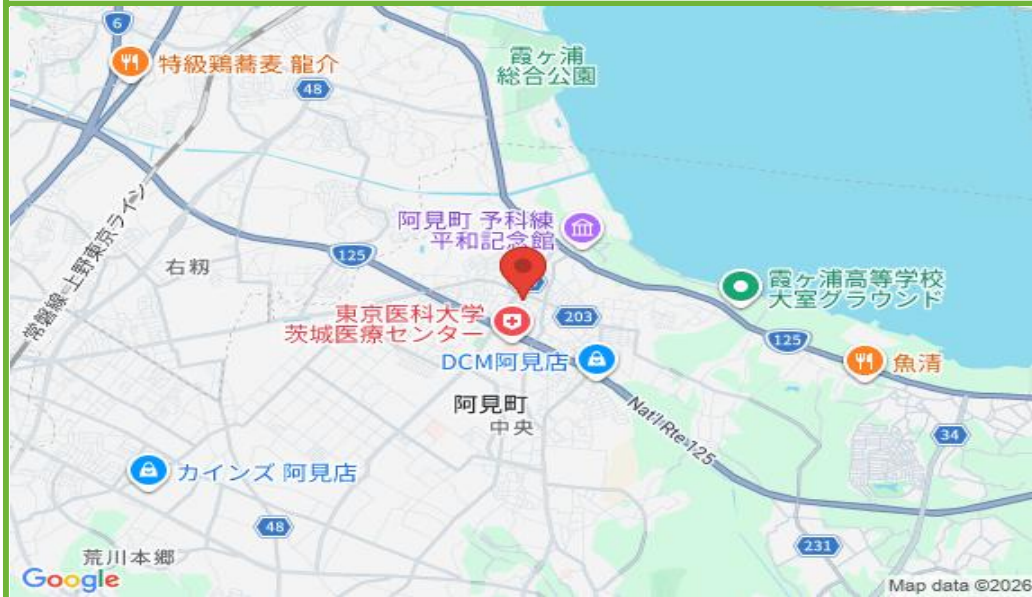 6
特級鶏蕎麦 龍介
48
霞ヶ浦
総合公園
常磐線-上野東京ライン
阿見町 予科練
平和記念館
125
右籾
霞ヶ浦高等学校
大室グラウンド
東京医科大学
茨城医療センター
203
125
DCM阿見店
魚清
阿見町
中央
Nat'l Rte 125
34
カインズ 阿見店
48
231
荒川本郷
Google
Map data ©2026